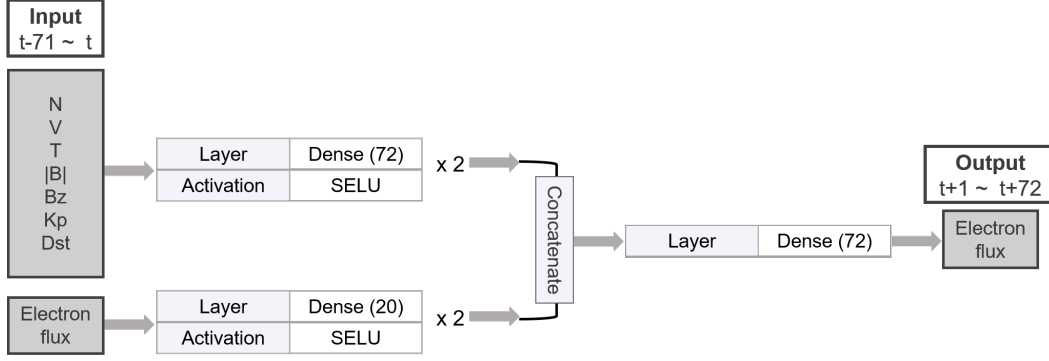 Input
t-71 ~ t
N
V
T
|B|
Bz
Kp
Dst
Layer Dense (72)
Activation SELU
x 2
Electron
flux
Layer Dense (20)
Activation SELU
x 2
Concatenate
Layer Dense (72)
Output
t+1 ~ t+72
Electron
flux